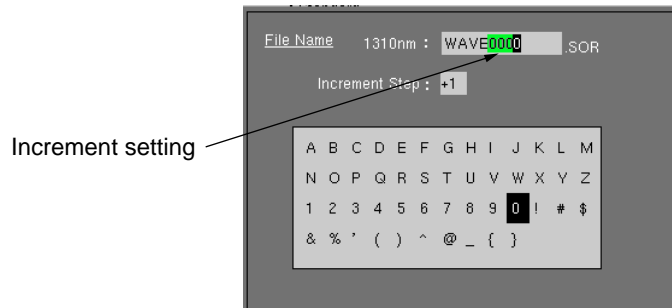 File Name 1310nm : WAVE0000 .SOR
Increment Step : +1
Increment setting
A B C D E F G H I J K L M
N O P Q R S T U V W X Y Z
1 2 3 4 5 6 7 8 9 0 ! # $
& % ' ( ) ^ @ _ { }